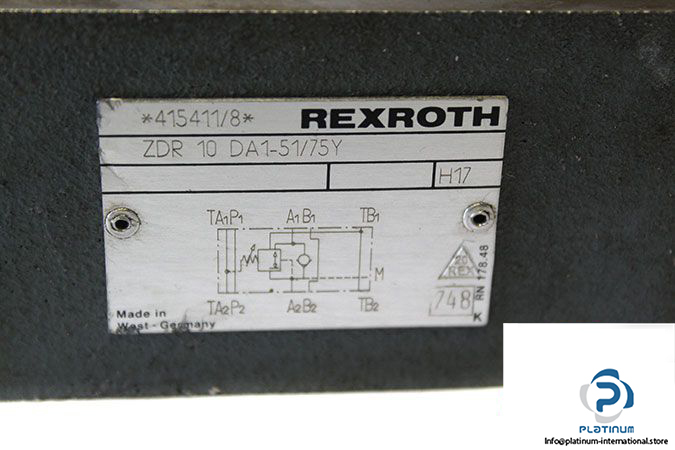 *415411/8* REXROTH
ZDR 10 DA1-51/75Y
H17
TA1P1 A1B1 TB1
M
20
REX
RN 178.48
TA2P2 A2B2 TB2
748
K
Made in
West - Germany
PLATINUM
Info@platinum-international.store